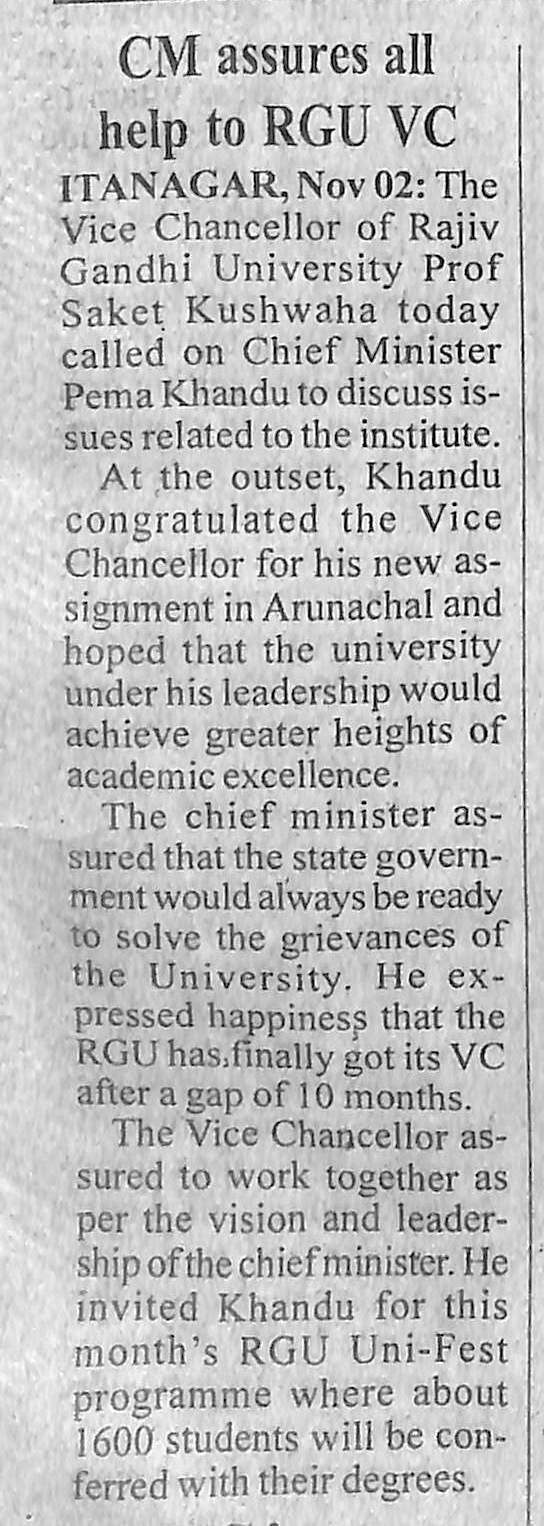 CM assures all
help to RGU VC
ITANAGAR, Nov 02: The
Vice Chancellor of Rajiv
Gandhi University Prof
Saket Kushwaha today
called on Chief Minister
Pema Khandu to discuss is-
sues related to the institute.
At the outset, Khandu
congratulated the Vice
Chancellor for his new as-
signment in Arunachal and
hoped that the university
under his leadership would
achieve greater heights of
academic excellence.
The chief minister as-
sured that the state govern-
ment would always be ready
to solve the grievances of
the University. He ex-
pressed happiness that the
RGU has finally got its VC
after a gap of 10 months.
The Vice Chancellor as-
sured to work together as
per the vision and leader-
ship of the chief minister. He
invited Khandu for this
month's RGU Uni-Fest
programme where about
1600 students will be con-
ferred with their degrees.